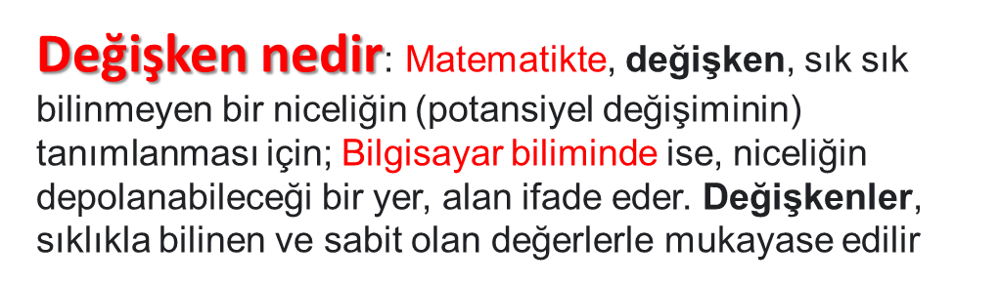 Değişken nedir: Matematikte, değişken, sık sık
bilinmeyen bir niceliğin (potansiyel değişiminin)
tanımlanması için; Bilgisayar biliminde ise, niceliğin
depolanabileceği bir yer, alan ifade eder. Değişkenler,
sıklıkla bilinen ve sabit olan değerlerle mukayase edilir